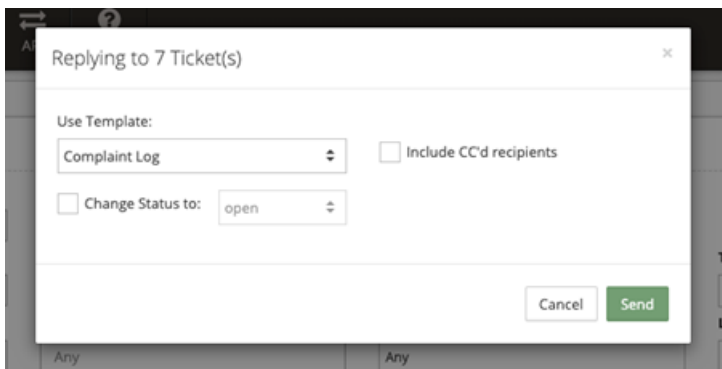 Replying to 7 Ticket(s)
×
Use Template:
Complaint Log
Include CC'd recipients
Change Status to:
open
Cancel
Send
Any
Any